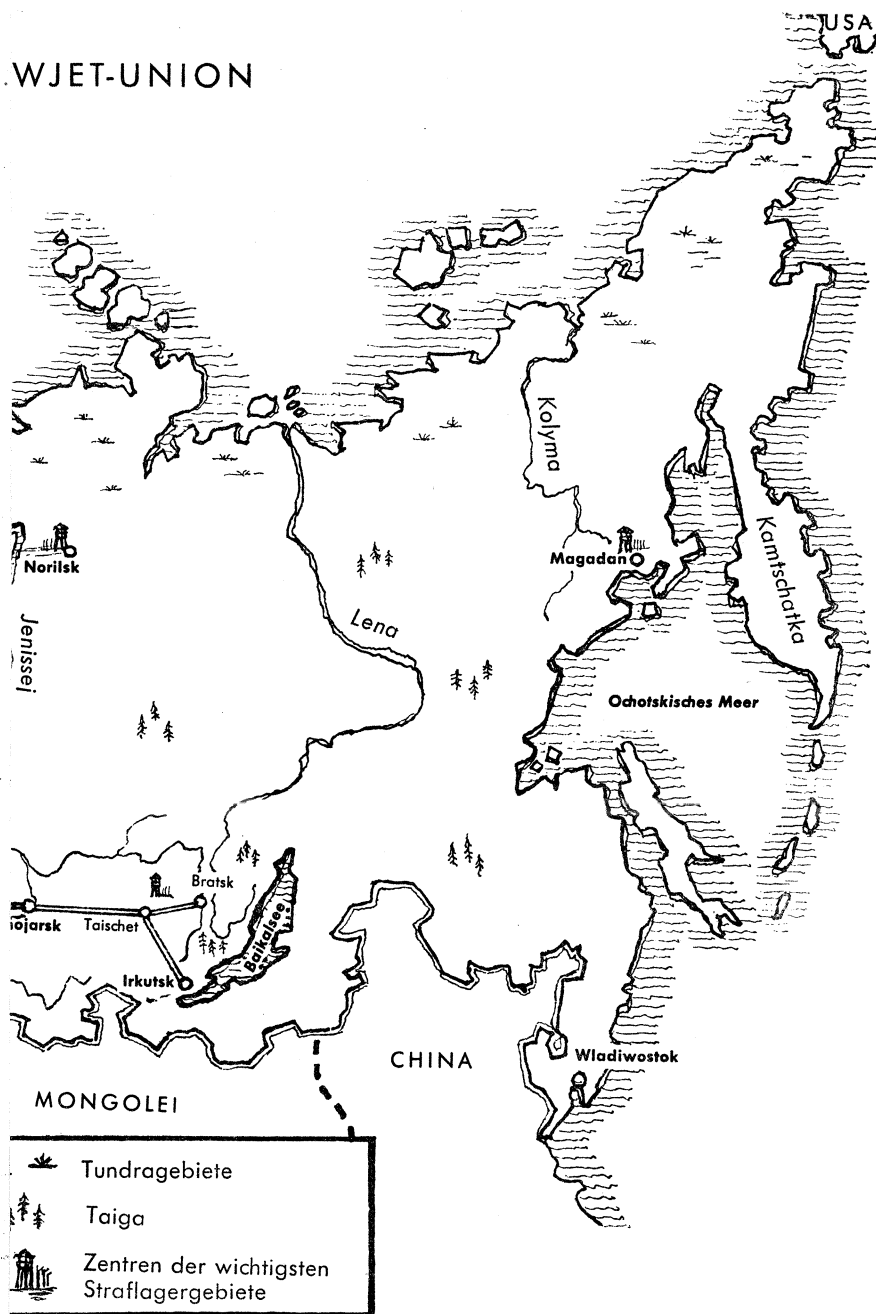 USA
WJET-UNION
Kolyma
Kamtschatka
Magadan
Norilsk
Jenissei
Lena
Ochotskisches Meer
Bratsk
ojarsk
Taischet
Baikalsee
Irkutsk
CHINA
Wladiwostok
MONGOLEI
Tundragebiete
Taiga
Zentren der wichtigsten
Straflagergebiete